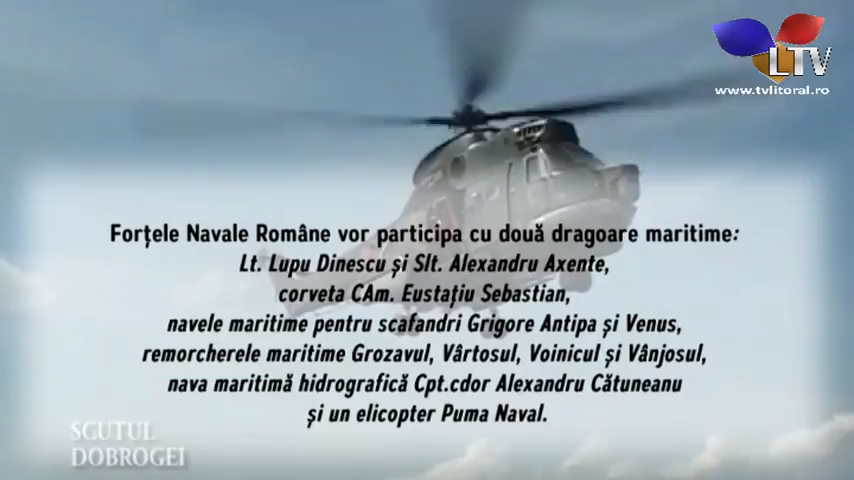 LTV
www.tvlitoral.ro
Forțele Navale Române vor participa cu două dragoare maritime:
Lt. Lupu Dinescu și Slt. Alexandru Axente,
corveta CAm. Eustațiu Sebastian,
navele maritime pentru scafandri Grigore Antipa și Venus,
remorcherele maritime Grozavul, Vârtosul, Voinicul și Vânjosul,
nava maritimă hidrografică Cpt.cdor Alexandru Cătuneanu
și un elicopter Puma Naval.
SCUTUL
DOBROGEI